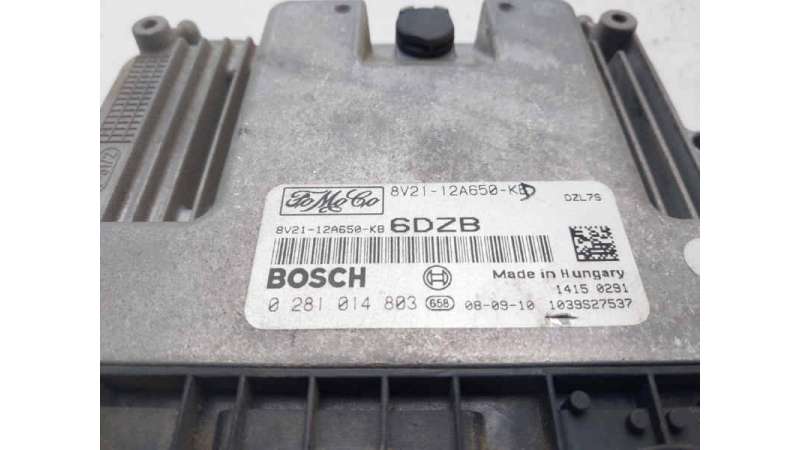 FoMoCo 8V21-12A650-KD DZL7S
8V21-12A650-KB 6DZB
BOSCH Made in Hungary
1415 0291
0 281 014 803 658 08-09-10 1039S27537